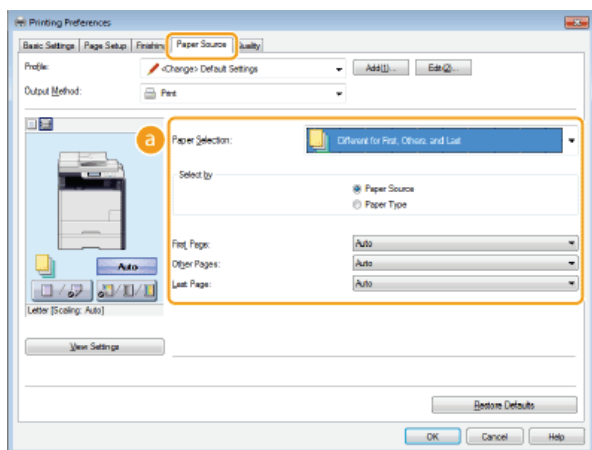 Printing Preferences
Basic Settings Page Setup Finishing Paper Source Quality
Profile: <Change> Default Settings Add(1)... Edit(2)...
Output Method: Print
a Paper Selection: Different for First, Others, and Last
Select by
Paper Source
Paper Type
First Page: Auto
Auto Other Pages: Auto
Last Page: Auto
Letter [Scaling: Auto]
View Settings
Restore Defaults
OK Cancel Help